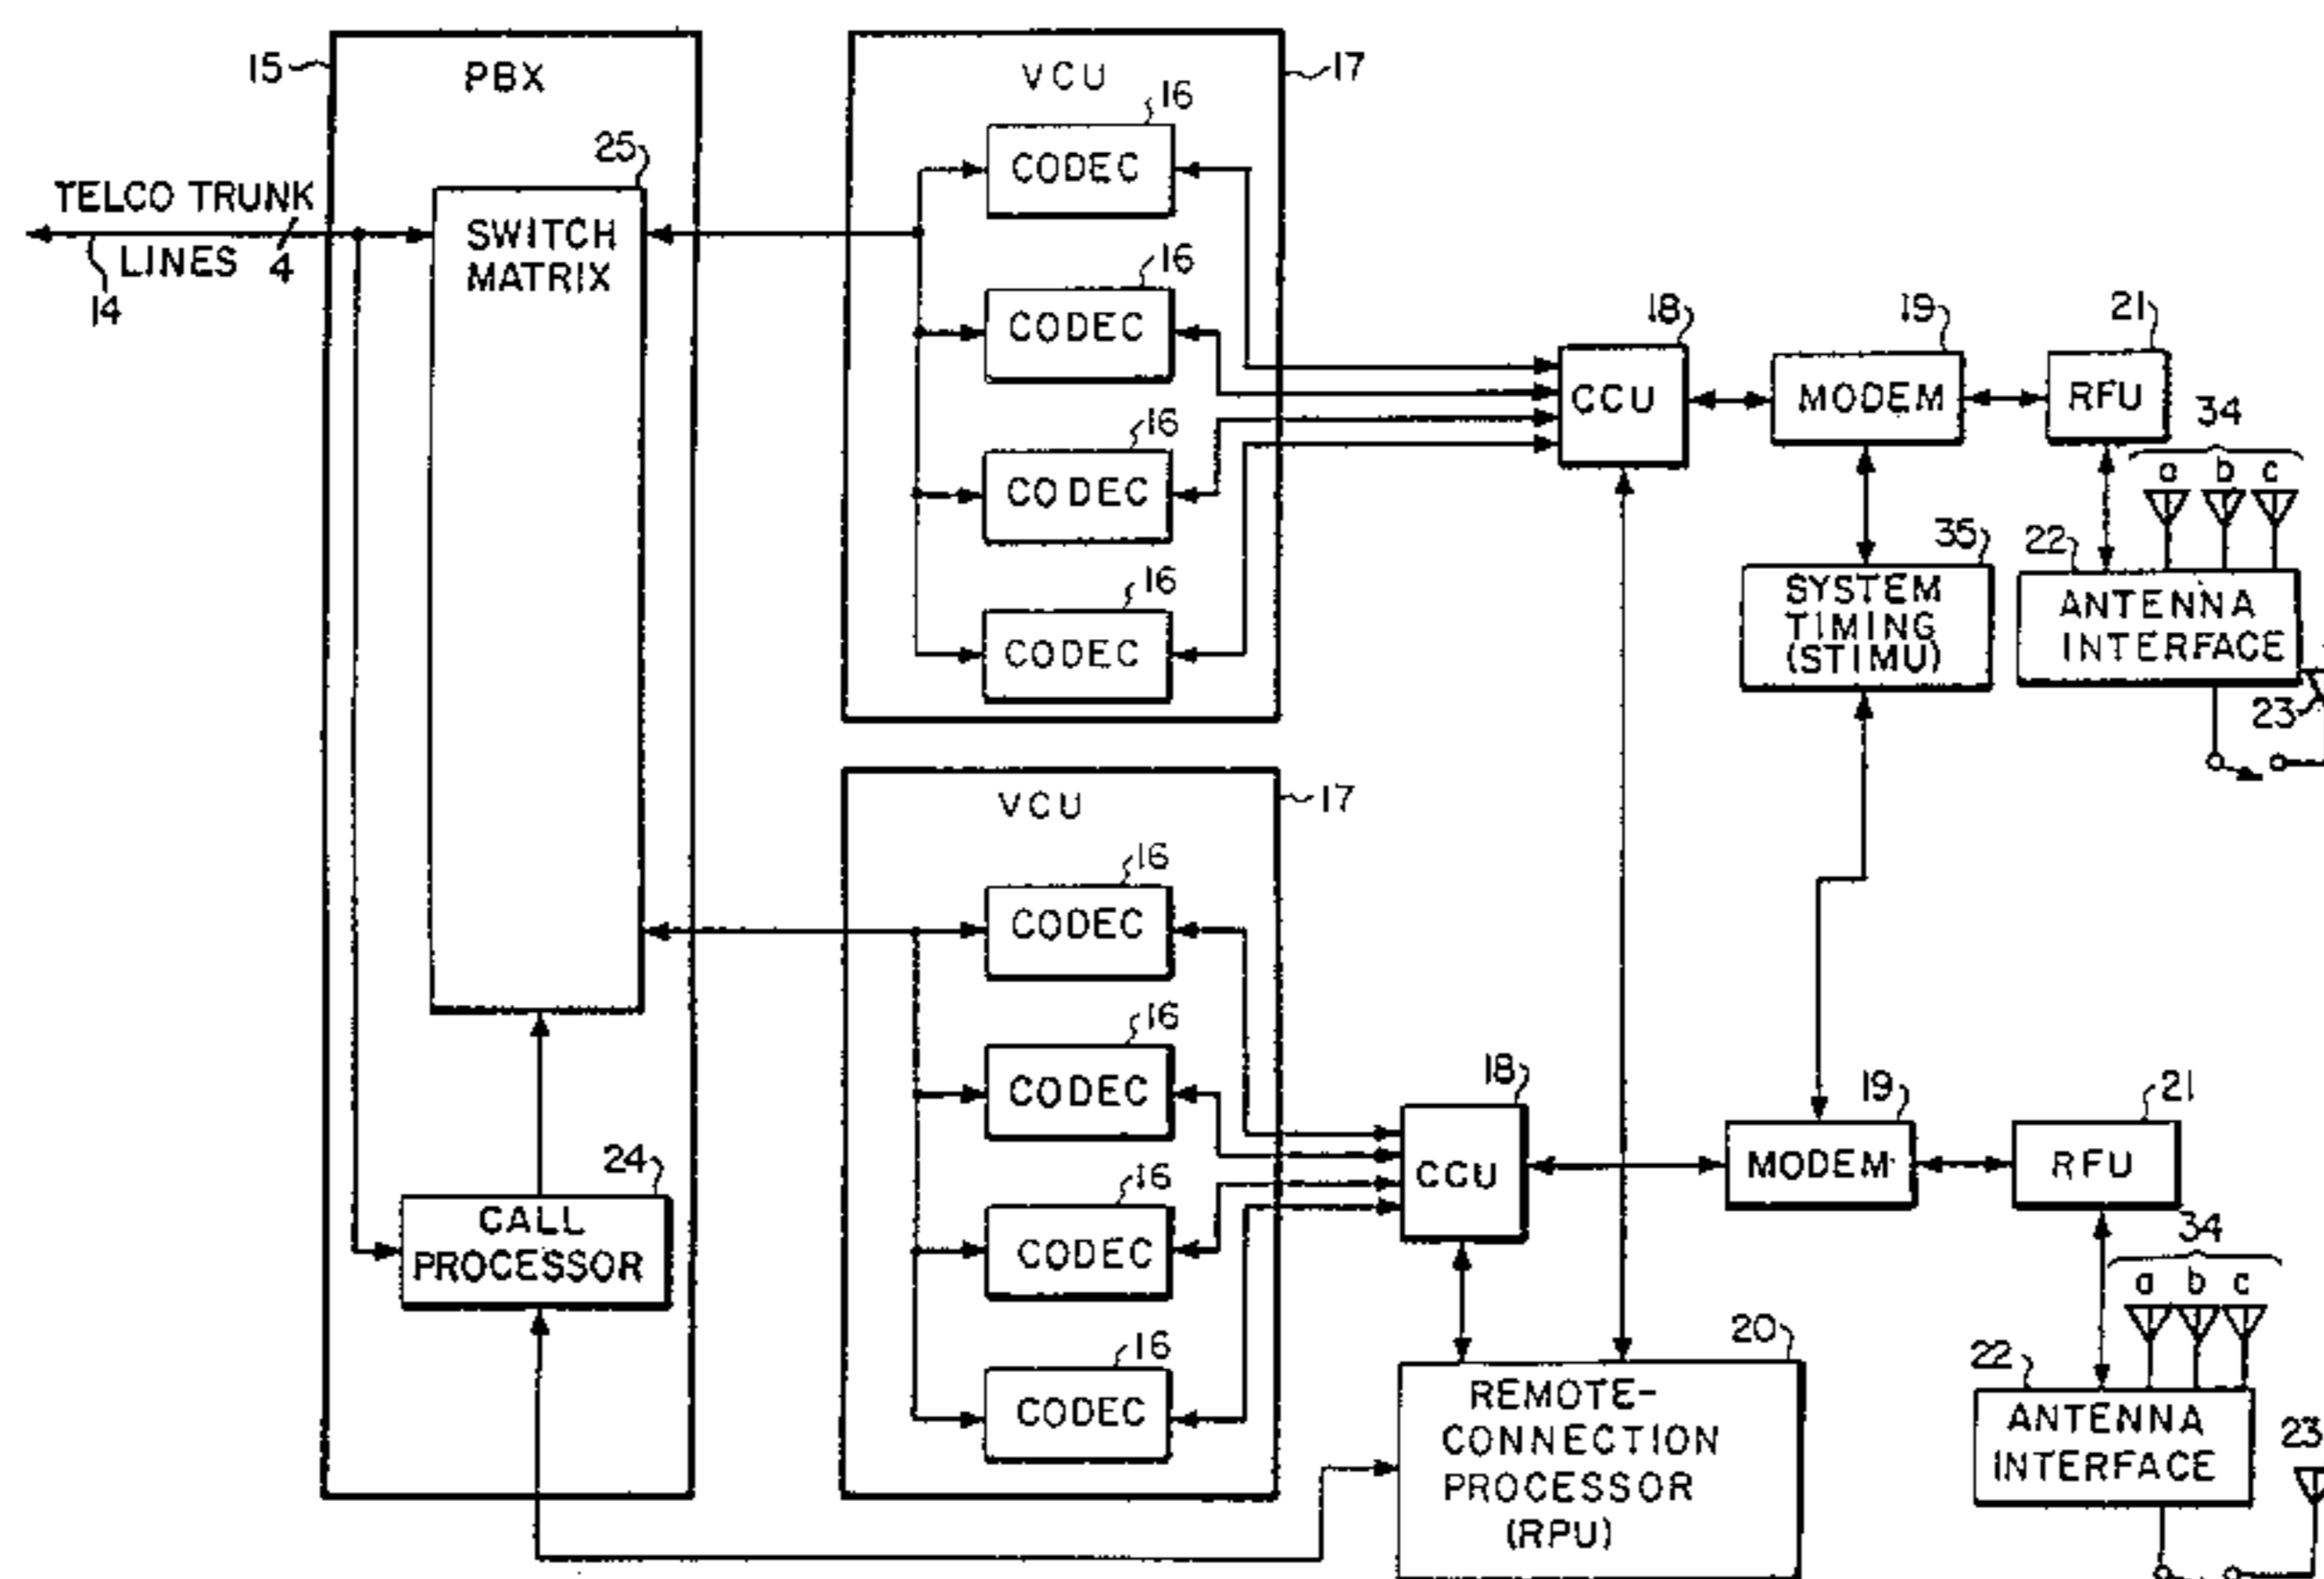 15
PBX
25
TELCO TRUNK
LINES 4
14
SWITCH
MATRIX
24
CALL
PROCESSOR
VCU
17
16
CODEC
16
CODEC
16
CODEC
16
CODEC
VCU
17
16
CODEC
16
CODEC
16
CODEC
16
CODEC
18
CCU
19
MODEM
21
RFU
34
a b c
35
SYSTEM
TIMING
(STIMU)
22
ANTENNA
INTERFACE
23
18
CCU
19
MODEM
21
RFU
34
a b c
20
REMOTE-
CONNECTION
PROCESSOR
(RPU)
22
ANTENNA
INTERFACE
23